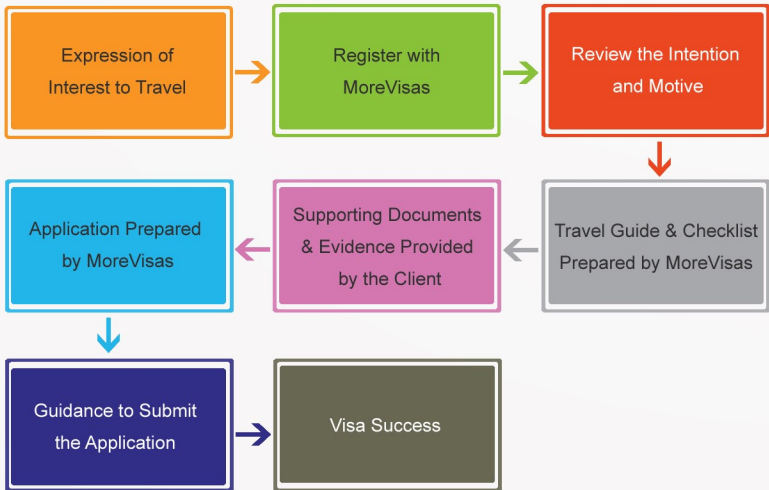 Expression of
Interest to Travel
Register with
MoreVisas
Review the Intention
and Motive
Travel Guide & Checklist
Prepared by MoreVisas
Supporting Documents
& Evidence Provided
by the Client
Application Prepared
by MoreVisas
Guidance to Submit
the Application
Visa Success